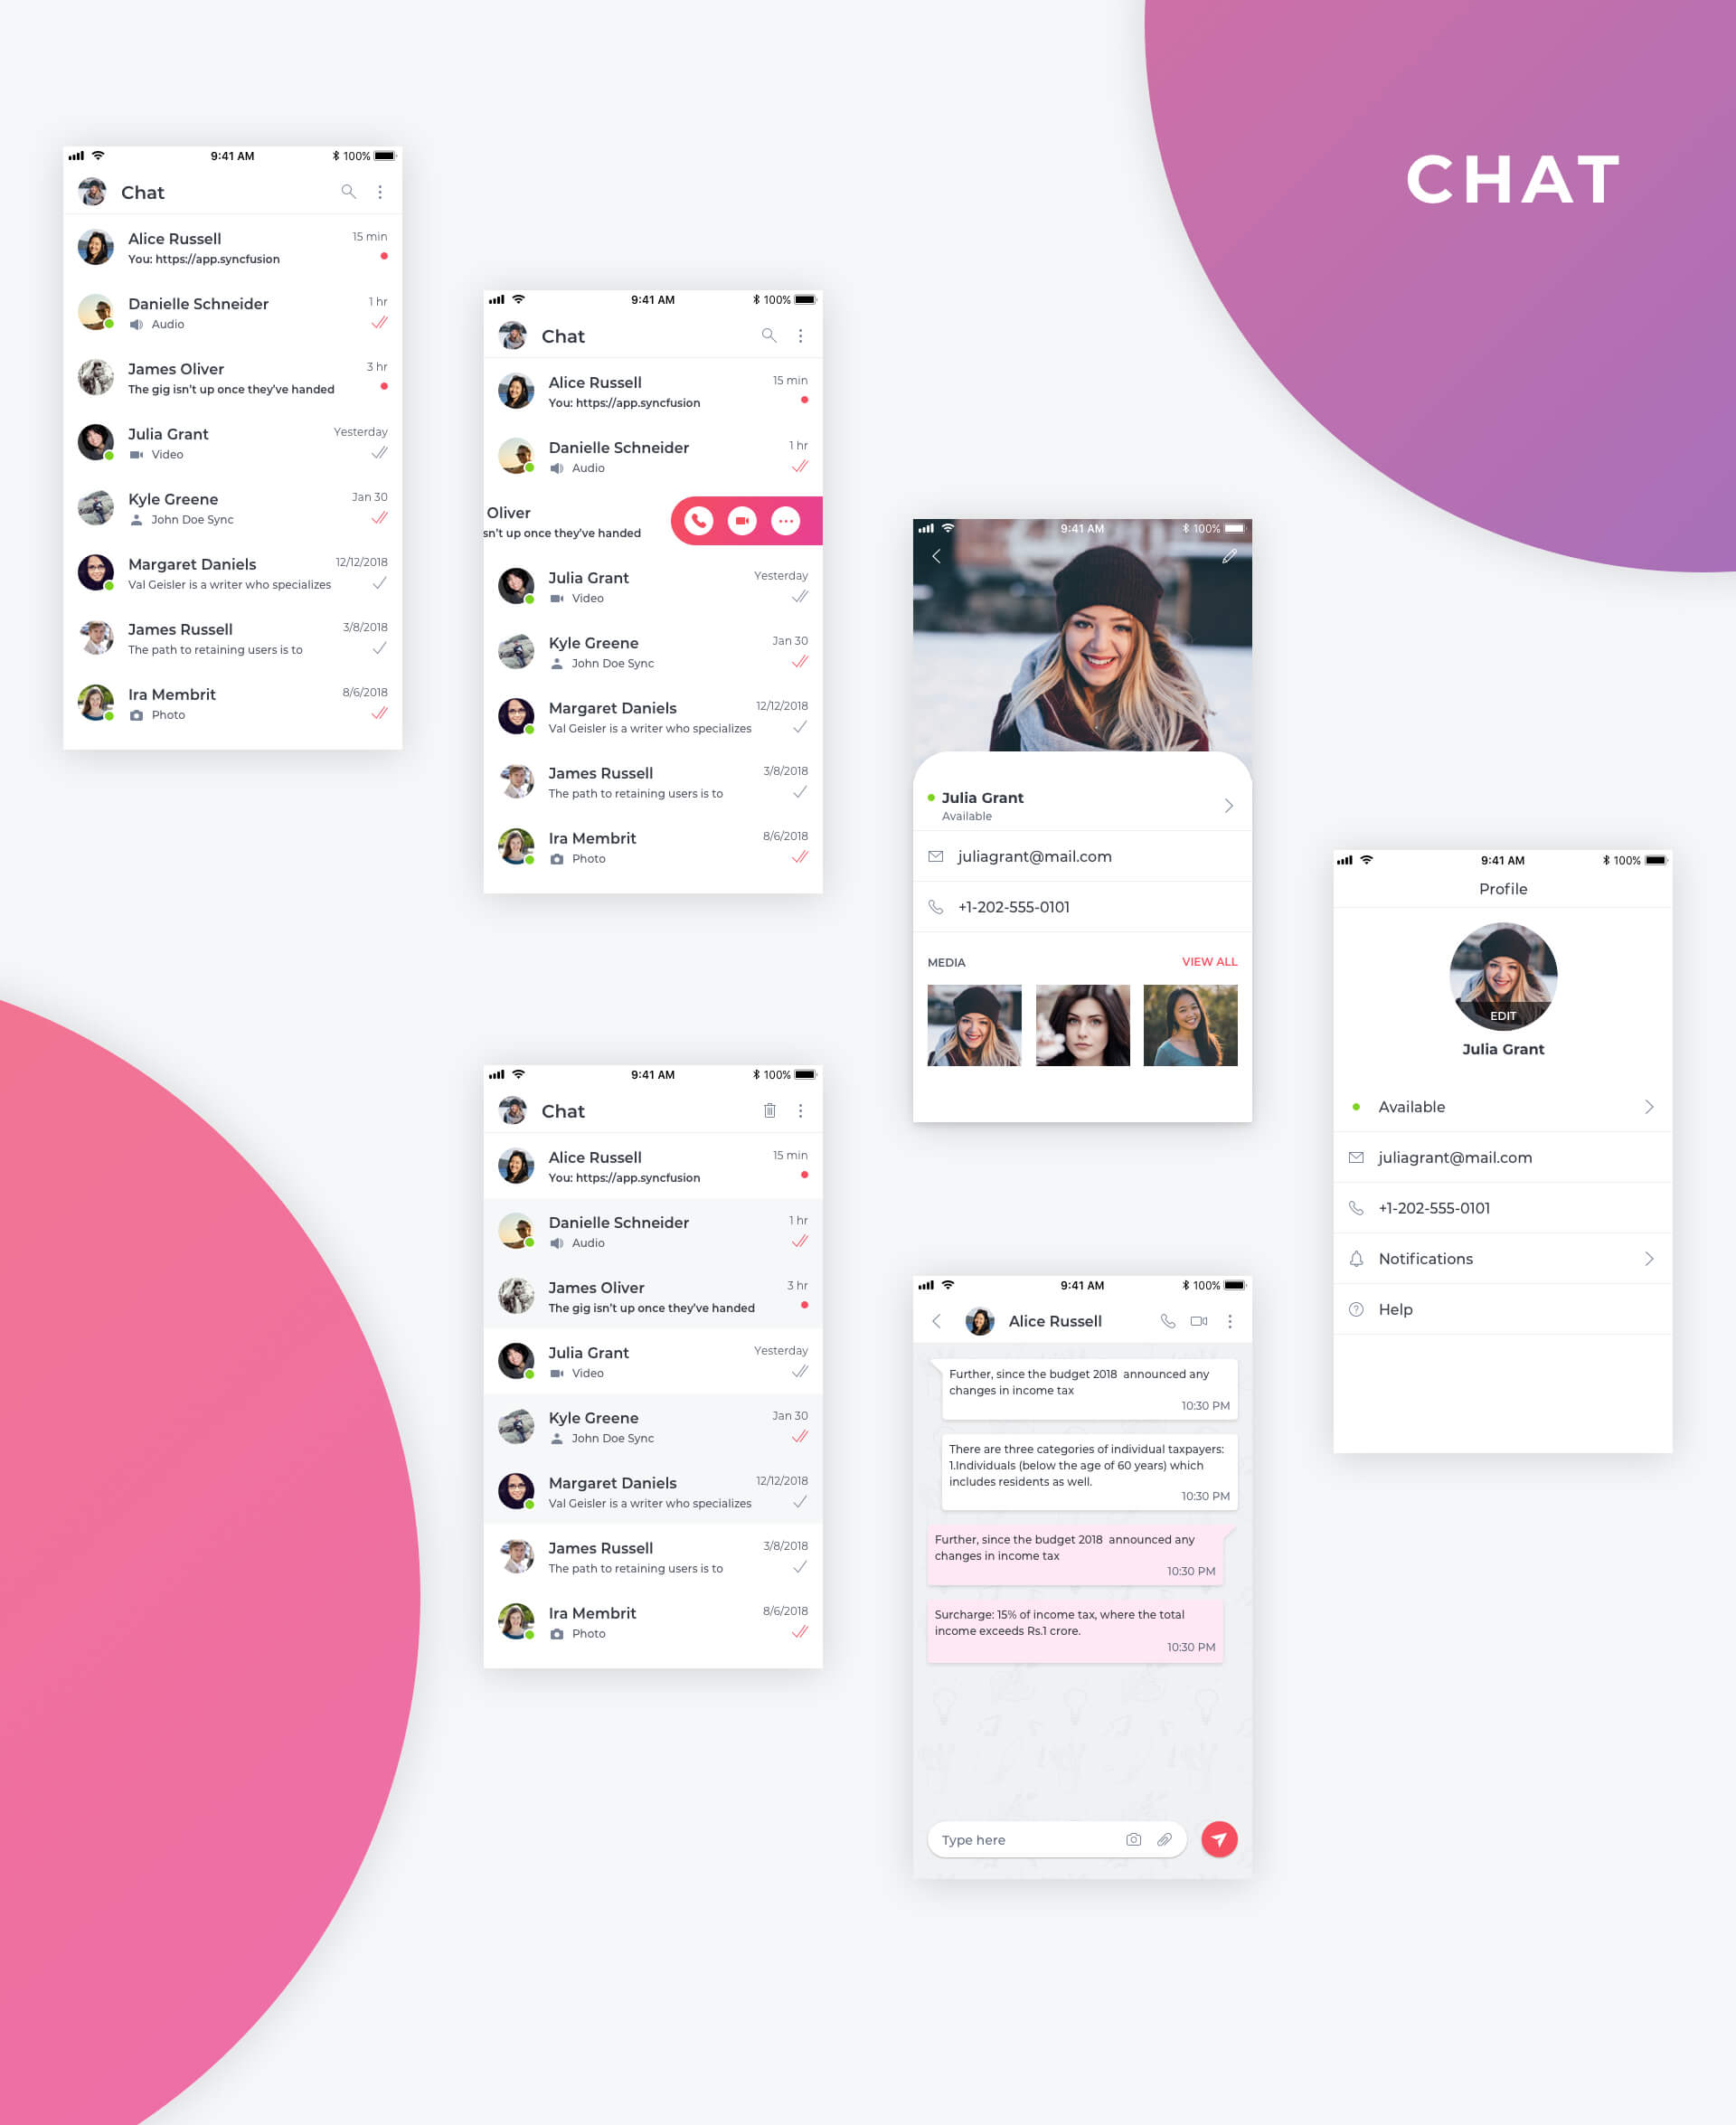 CHAT
9:41 AM
100%
Chat
Alice Russell
15 min
You: https://app.syncfusion
Danielle Schneider
1 hr
Audio
James Oliver
3 hr
The gig isn't up once they've handed
Julia Grant
Yesterday
Video
Kyle Greene
Jan 30
John Doe Sync
Margaret Daniels
12/12/2018
Val Geisler is a writer who specializes
James Russell
3/8/2018
The path to retaining users is to
Ira Membrit
8/6/2018
Photo
9:41 AM
100%
Chat
Alice Russell
15 min
You: https://app.syncfusion
Danielle Schneider
1 hr
Audio
Oliver
sn't up once they've handed
Julia Grant
Yesterday
Video
Kyle Greene
Jan 30
John Doe Sync
Margaret Daniels
12/12/2018
Val Geisler is a writer who specializes
James Russell
3/8/2018
The path to retaining users is to
Ira Membrit
8/6/2018
Photo
9:41 AM
100%
Julia Grant
Available
juliagrant@mail.com
+1-202-555-0101
MEDIA
VIEW ALL
9:41 AM
100%
Profile
EDIT
Julia Grant
Available
juliagrant@mail.com
+1-202-555-0101
Notifications
Help
9:41 AM
100%
Chat
Alice Russell
15 min
You: https://app.syncfusion
Danielle Schneider
1 hr
Audio
James Oliver
3 hr
The gig isn't up once they've handed
Julia Grant
Yesterday
Video
Kyle Greene
Jan 30
John Doe Sync
Margaret Daniels
12/12/2018
Val Geisler is a writer who specializes
James Russell
3/8/2018
The path to retaining users is to
Ira Membrit
8/6/2018
Photo
9:41 AM
100%
Alice Russell
Further, since the budget 2018 announced any
changes in income tax
10:30 PM
There are three categories of individual taxpayers:
1.Individuals (below the age of 60 years) which
includes residents as well.
10:30 PM
Further, since the budget 2018 announced any
changes in income tax
10:30 PM
Surcharge: 15% of income tax, where the total
income exceeds Rs.1 crore.
10:30 PM
Type here